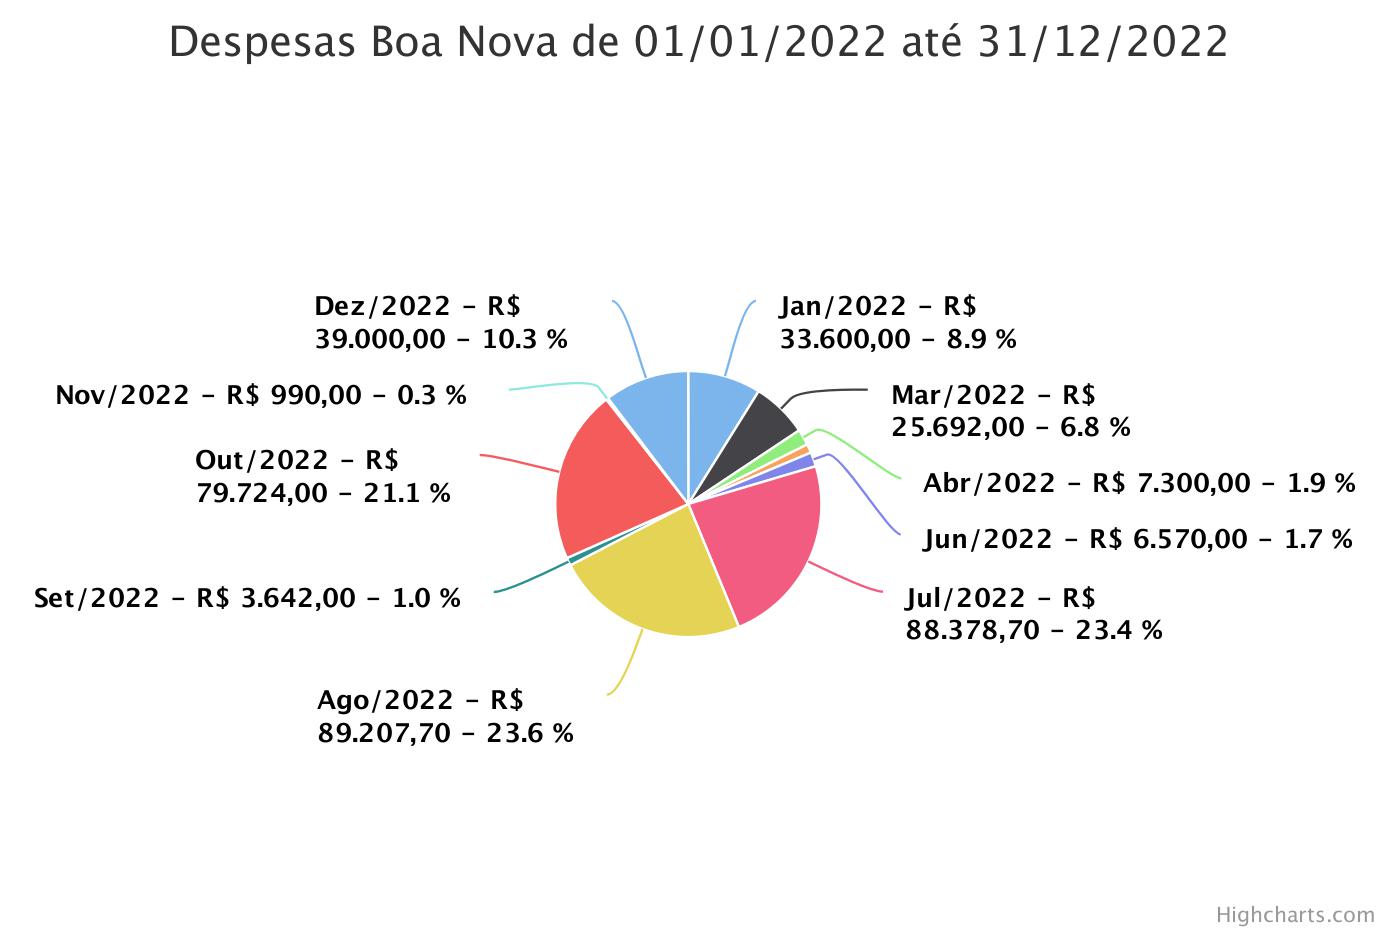 Despesas Boa Nova de 01/01/2022 até 31/12/2022
Dez/2022 – R$
39.000,00 – 10.3 %
Jan/2022 – R$
33.600,00 – 8.9 %
Nov/2022 – R$ 990,00 – 0.3 %
Mar/2022 – R$
25.692,00 – 6.8 %
Out/2022 – R$
79.724,00 – 21.1 %
Abr/2022 – R$ 7.300,00 – 1.9 %
Jun/2022 – R$ 6.570,00 – 1.7 %
Set/2022 – R$ 3.642,00 – 1.0 %
Jul/2022 – R$
88.378,70 – 23.4 %
Ago/2022 – R$
89.207,70 – 23.6 %
Highcharts.com